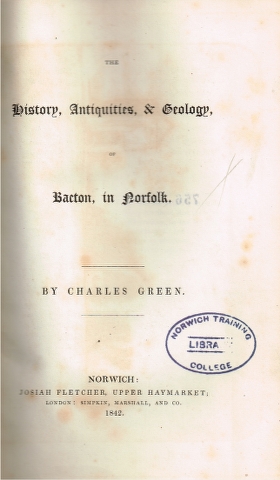 THE
History, Antiquities, & Geology,
OF
Bacton, in Norfolk.
BY CHARLES GREEN.
NORWICH TRAINING
LIBRA
COLLEGE
NORWICH:
JOSIAH FLETCHER, UPPER HAYMARKET;
LONDON: SIMPKIN, MARSHALL, AND CO.
1842.